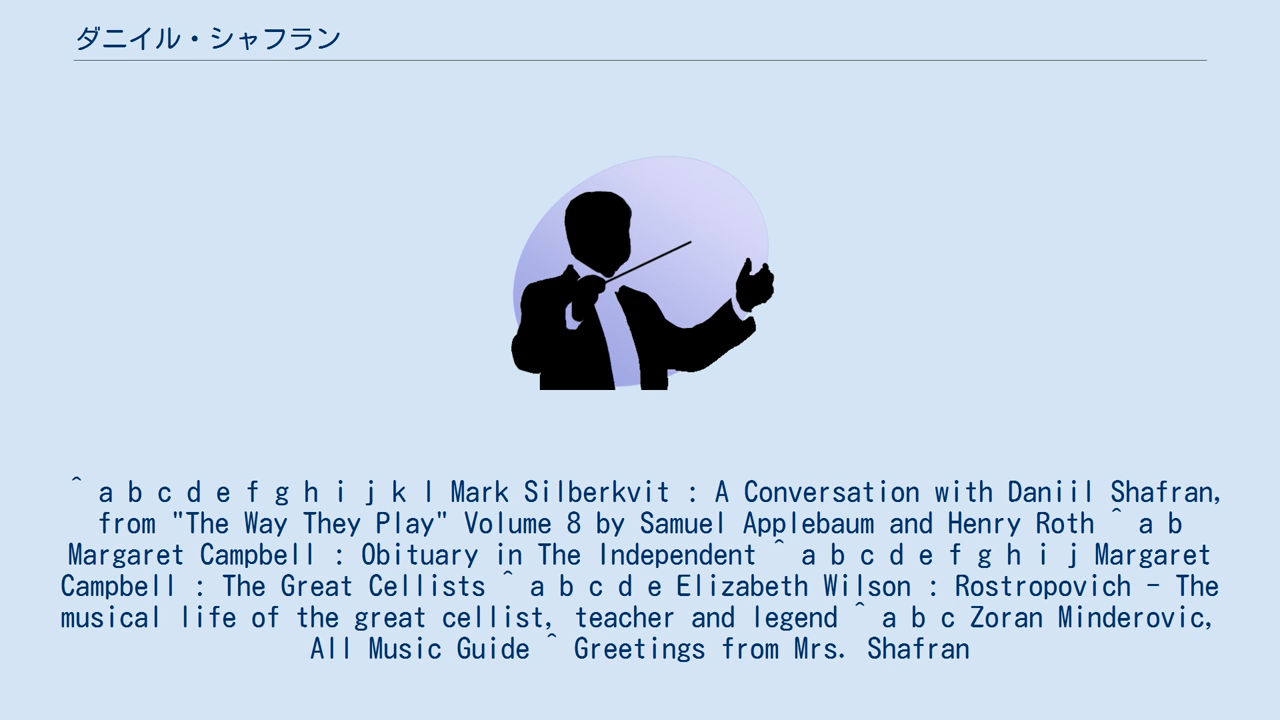 ダニイル・シャフラン
^ a b c d e f g h i j k l Mark Silberkvit : A Conversation with Daniil Shafran,
from "The Way They Play" Volume 8 by Samuel Applebaum and Henry Roth ^ a b
Margaret Campbell : Obituary in The Independent ^ a b c d e f g h i j Margaret
Campbell : The Great Cellists ^ a b c d e Elizabeth Wilson : Rostropovich – The
musical life of the great cellist, teacher and legend ^ a b c Zoran Minderovic,
All Music Guide ^ Greetings from Mrs. Shafran